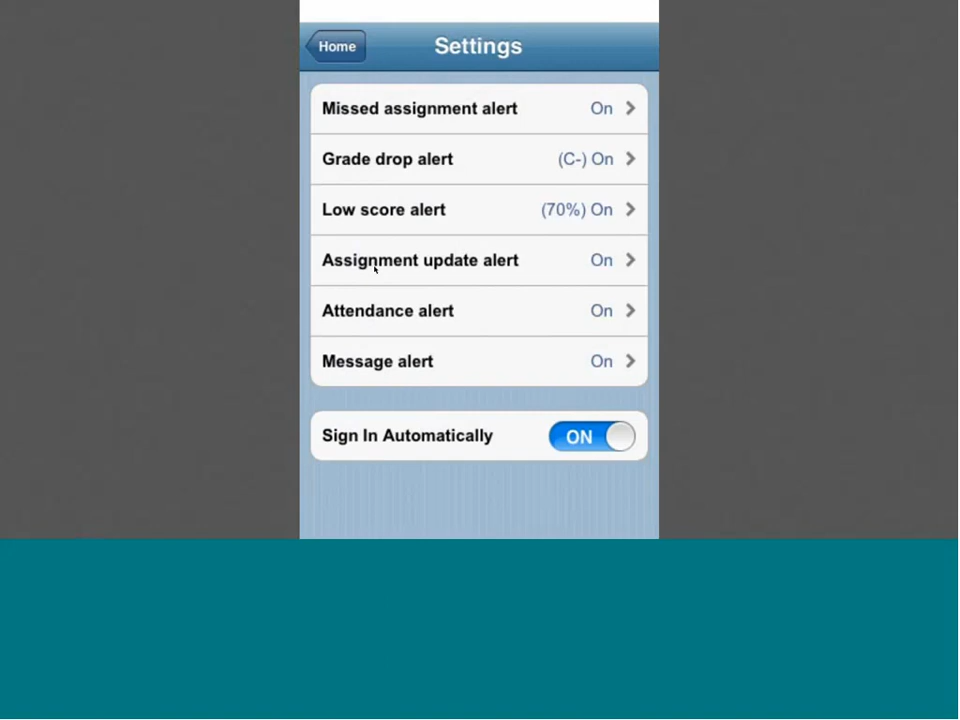 Home Settings
Missed assignment alert On
Grade drop alert (C-) On
Low score alert (70%) On
Assignment update alert On
Attendance alert On
Message alert On
Sign In Automatically ON